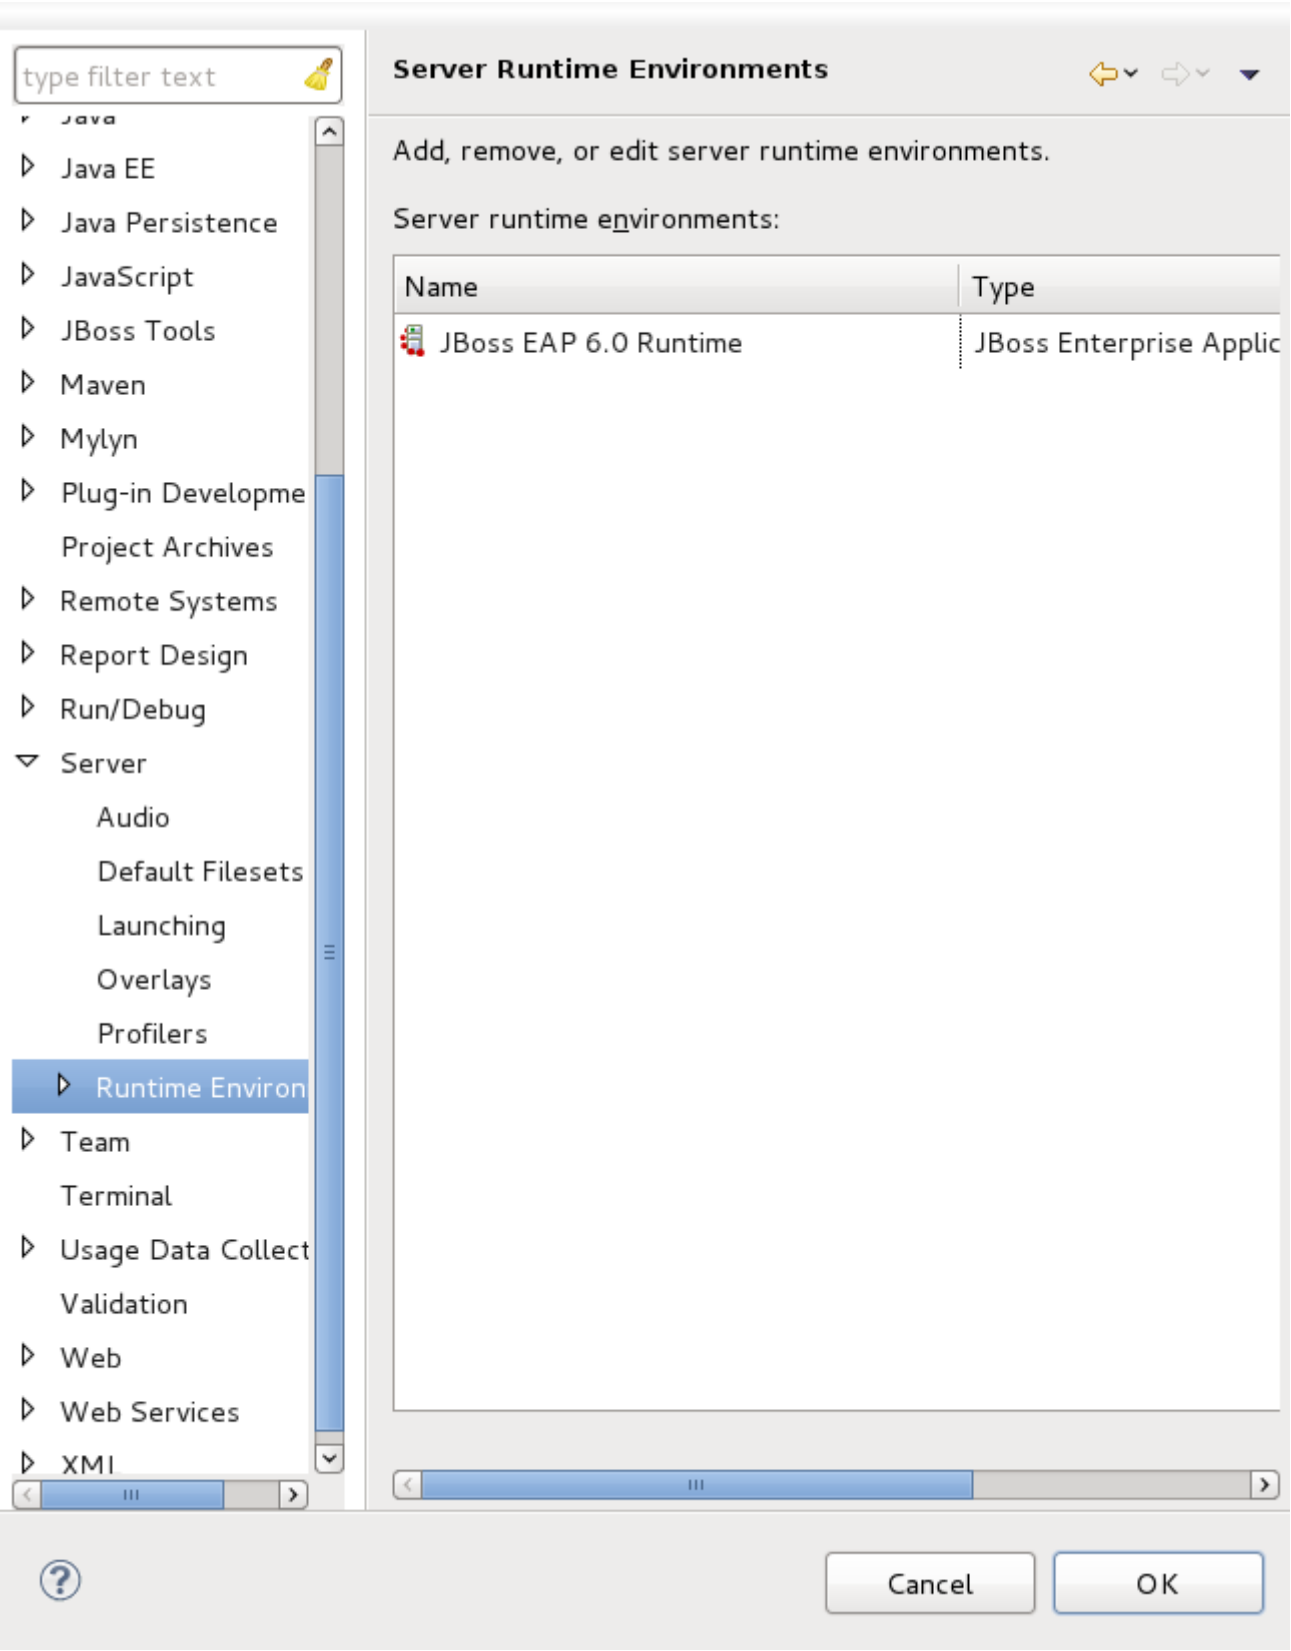 type filter text
Java
Java EE
Java Persistence
JavaScript
JBoss Tools
Maven
Mylyn
Plug-in Developme
Project Archives
Remote Systems
Report Design
Run/Debug
Server
Audio
Default Filesets
Launching
Overlays
Profilers
Runtime Environ
Team
Terminal
Usage Data Collect
Validation
Web
Web Services
XML
Server Runtime Environments
Add, remove, or edit server runtime environments.
Server runtime environments:
Name Type
JBoss EAP 6.0 Runtime JBoss Enterprise Applic
Cancel OK